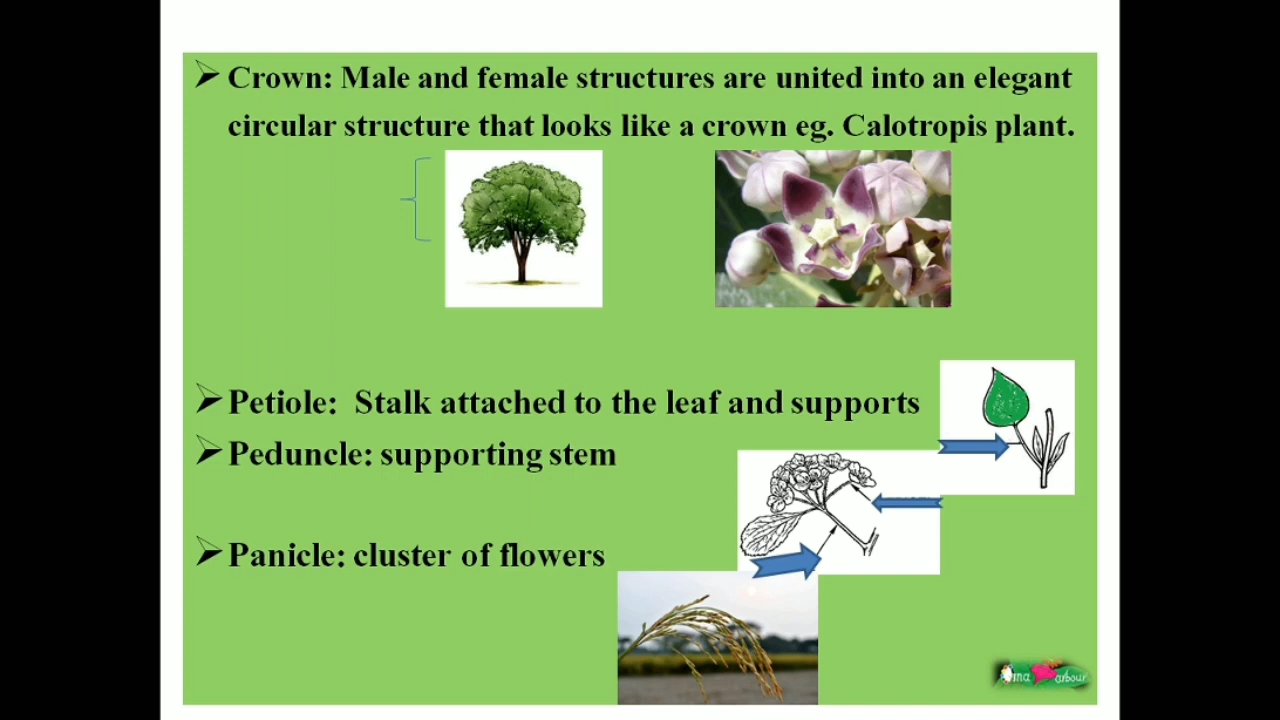 ➢ Crown: Male and female structures are united into an elegant
circular structure that looks like a crown eg. Calotropis plant.
➢ Petiole: Stalk attached to the leaf and supports
➢ Peduncle: supporting stem
➢ Panicle: cluster of flowers
arbour